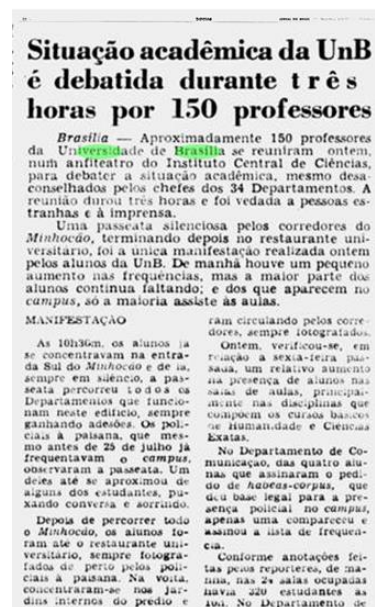 Situação acadêmica da UnB
é debatida durante três
horas por 150 professores
Brasília — Aproximadamente 150 professores
da Universidade de Brasília se reuniram ontem,
num anfiteatro do Instituto Central de Ciências,
para debater a situação acadêmica, mesmo desa-
conselhados pelos chefes dos 34 Departamentos. A
reunião durou três horas e foi vedada a pessoas es-
tranhas e à imprensa.
Uma passeata silenciosa pelos corredores do
Minhocão, terminando depois no restaurante uni-
versitário, foi a única manifestação realizada ontem
pelos alunos da UnB. De manhã houve um pequeno
aumento nas frequências, mas a maior parte dos
alunos continua faltando; e dos que aparecem no
campus, só a maioria assiste às aulas.
MANIFESTAÇÃO
As 10h36m, os alunos já
se concentravam na entra-
da Sul do Minhocão e de lá,
sempre em silêncio, a pas-
seata percorreu todos os
Departamentos que funcio-
nam neste edifício, sempre
ganhando adesões. Os poli-
ciais à paisana, que mes-
mo antes de 25 de julho já
frequentavam o campus,
observaram a passeata. Um
deles até se aproximou de
alguns dos estudantes, pu-
xando conversa e sorrindo.
Depois de percorrer todo
o Minhocão, os alunos fo-
ram até o restaurante uni-
versitário, sempre fotogra-
fados de perto pelos poli-
ciais à paisana. Na volta,
concentraram-se nos jar-
dins internos do prédio e
ram circulando pelos corre-
dores, sempre fotografados.
Ontem, verificou-se, em
relação a sexta-feira pas-
sada, um relativo aumento
na presença de alunos nas
salas de aulas, principal-
mente nas disciplinas que
compõem os cursos básicos
de Humanidade e Ciências
Exatas.
No Departamento de Co-
municação, das quatro alu-
nas que assinaram o pedi-
do de habeas-corpus, que
deu base legal para a pre-
sença policial no campus,
apenas uma compareceu e
assinou a lista de frequên-
cia.
Conforme anotações fei-
tas pelos repórteres, de ma-
nhã, nas 24 salas ocupadas
havia 320 estudantes às
No Departamento de